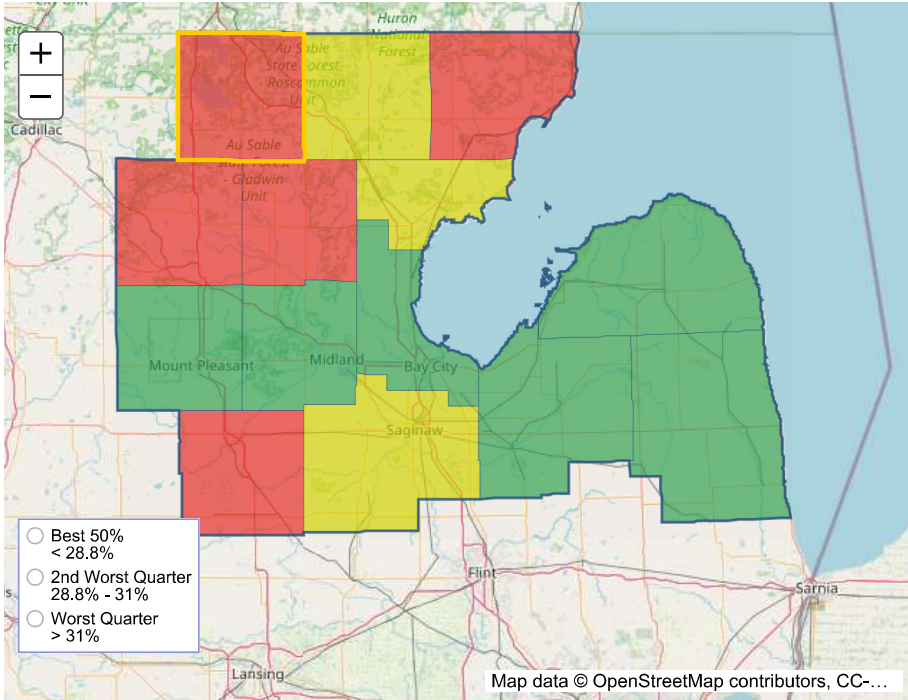 Huron
National
Forest
+
−
Au Sable
State Forest
- Roscommon
Unit
Cadillac
Au Sable
State Forest
- Gladwin
Unit
Mount Pleasant
Midland
Bay City
Saginaw
Best 50%
< 28.8%
2nd Worst Quarter
28.8% - 31%
Worst Quarter
> 31%
Flint
Sarnia
Lansing
Map data © OpenStreetMap contributors, CC-...